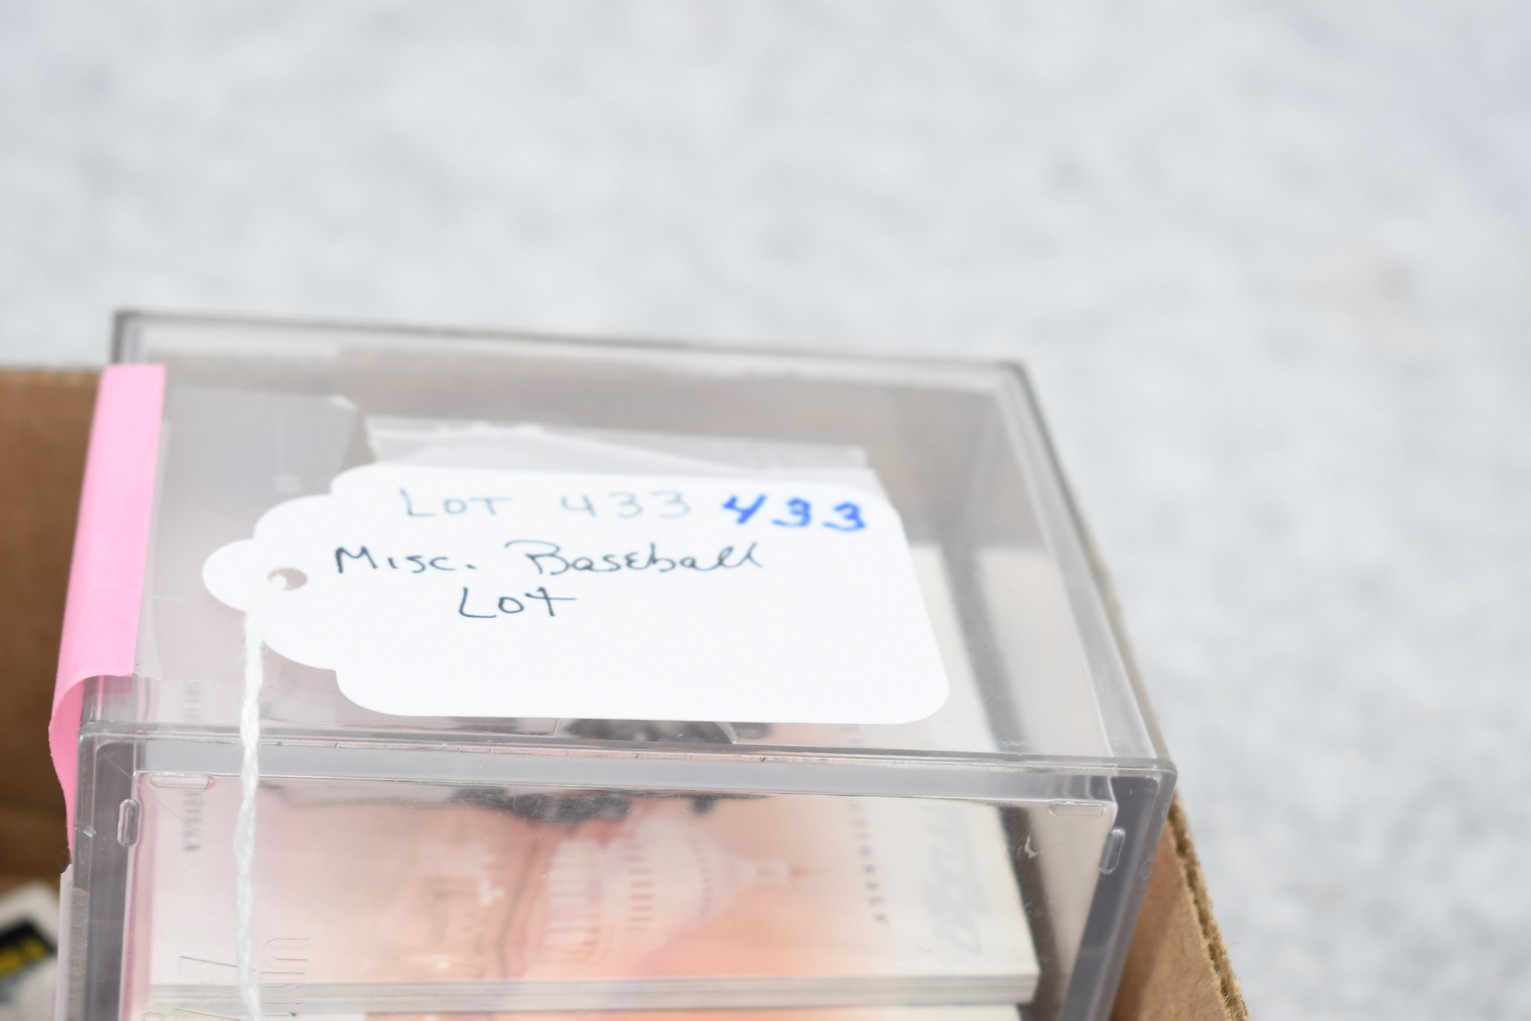 LOT 433 433
Misc. Baseball
Lot